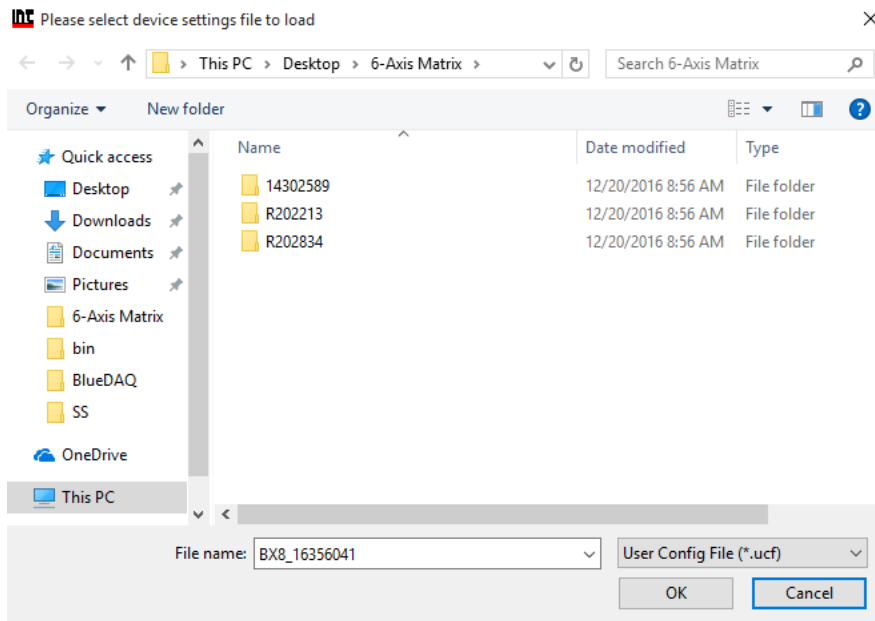 Please select device settings file to load
This PC > Desktop > 6-Axis Matrix >
Search 6-Axis Matrix
Organize
New folder
?
Quick access
Desktop
Downloads
Documents
Pictures
6-Axis Matrix
bin
BlueDAQ
SS
OneDrive
This PC
Name Date modified Type
14302589 12/20/2016 8:56 AM File folder
R202213 12/20/2016 8:56 AM File folder
R202834 12/20/2016 8:56 AM File folder
File name: BX8_16356041 User Config File (*.ucf)
OK Cancel